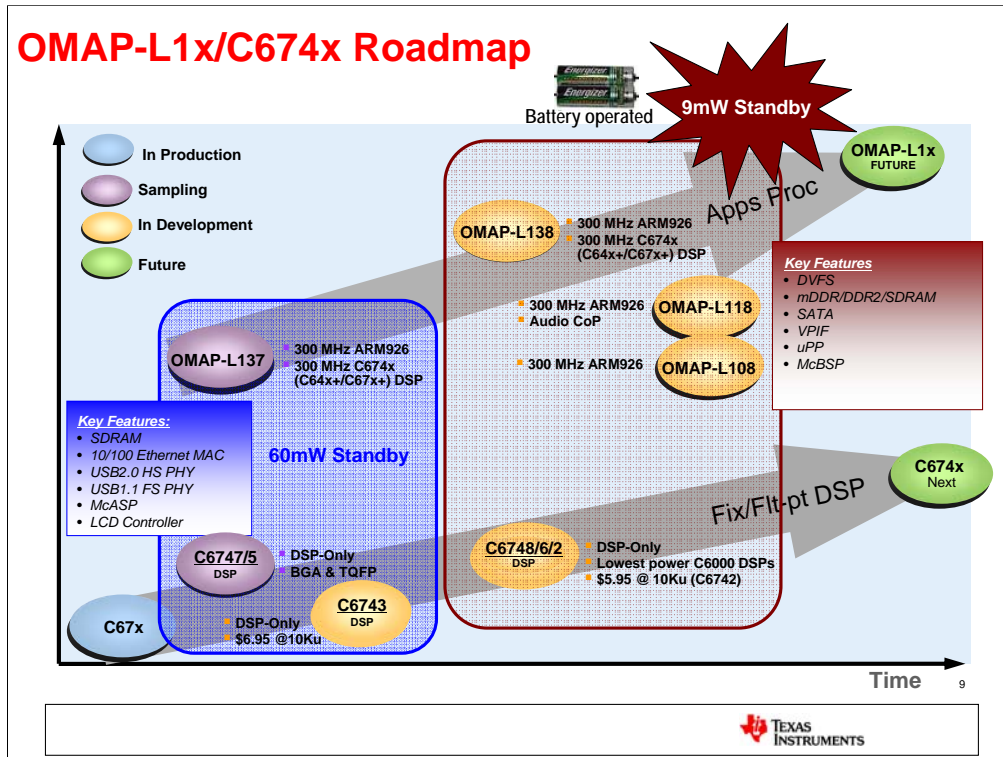 OMAP-L1x/C674x Roadmap
Energizer
Energizer
Battery operated
9mW Standby
In Production
Sampling
In Development
Future
OMAP-L1x
FUTURE
Apps Proc
OMAP-L138
300 MHz ARM926
300 MHz C674x
(C64x+/C67x+) DSP
Key Features
DVFS
mDDR/DDR2/SDRAM
SATA
VPIF
uPP
McBSP
300 MHz ARM926
Audio CoP
OMAP-L118
300 MHz ARM926
OMAP-L108
OMAP-L137
300 MHz ARM926
300 MHz C674x
(C64x+/C67x+) DSP
Key Features:
SDRAM
10/100 Ethernet MAC
USB2.0 HS PHY
USB1.1 FS PHY
McASP
LCD Controller
60mW Standby
C674x
Next
Fix/Flt-pt DSP
C6747/5
DSP
DSP-Only
BGA & TQFP
C6748/6/2
DSP
DSP-Only
Lowest power C6000 DSPs
$5.95 @ 10Ku (C6742)
C67x
DSP-Only
$6.95 @10Ku
C6743
DSP
Time
9
TEXAS
INSTRUMENTS